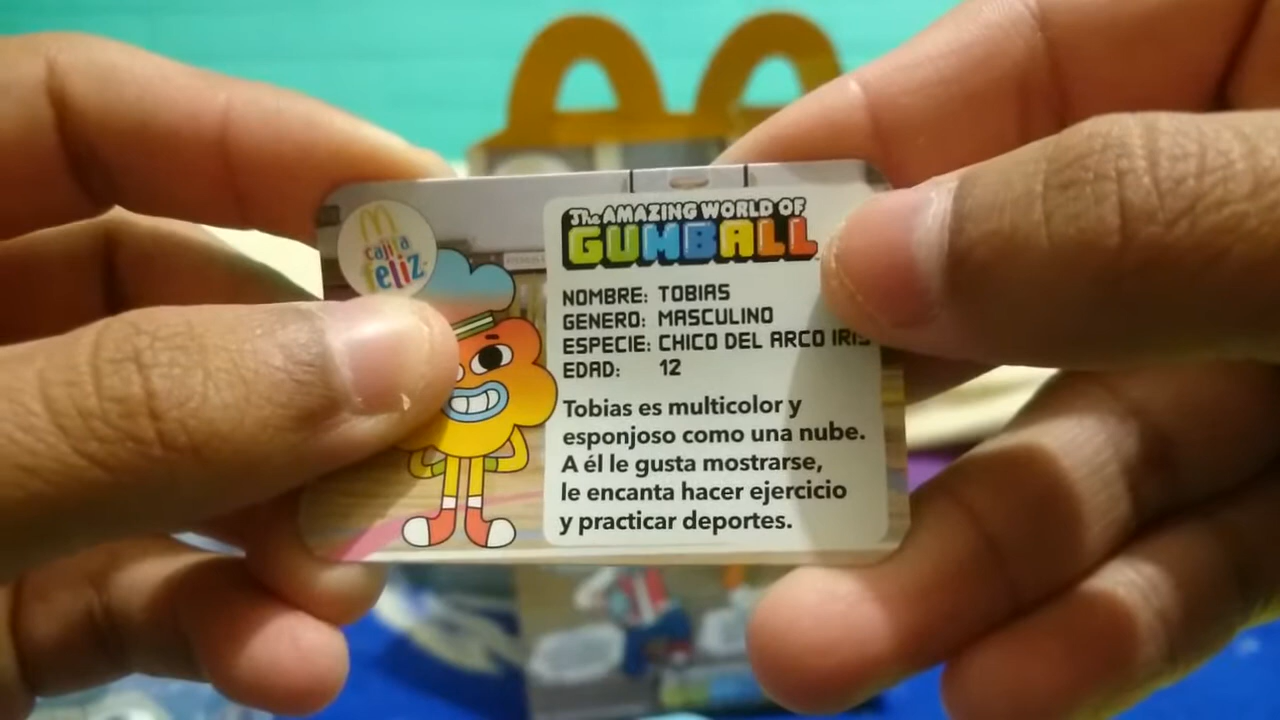 cajita
feliz
The AMAZING WORLD OF
GUMBALL
NOMBRE: TOBIAS
GENERO: MASCULINO
ESPECIE: CHICO DEL ARCO IRIS
EDAD: 12
Tobias es multicolor y
esponjoso como una nube.
A él le gusta mostrarse,
le encanta hacer ejercicio
y practicar deportes.